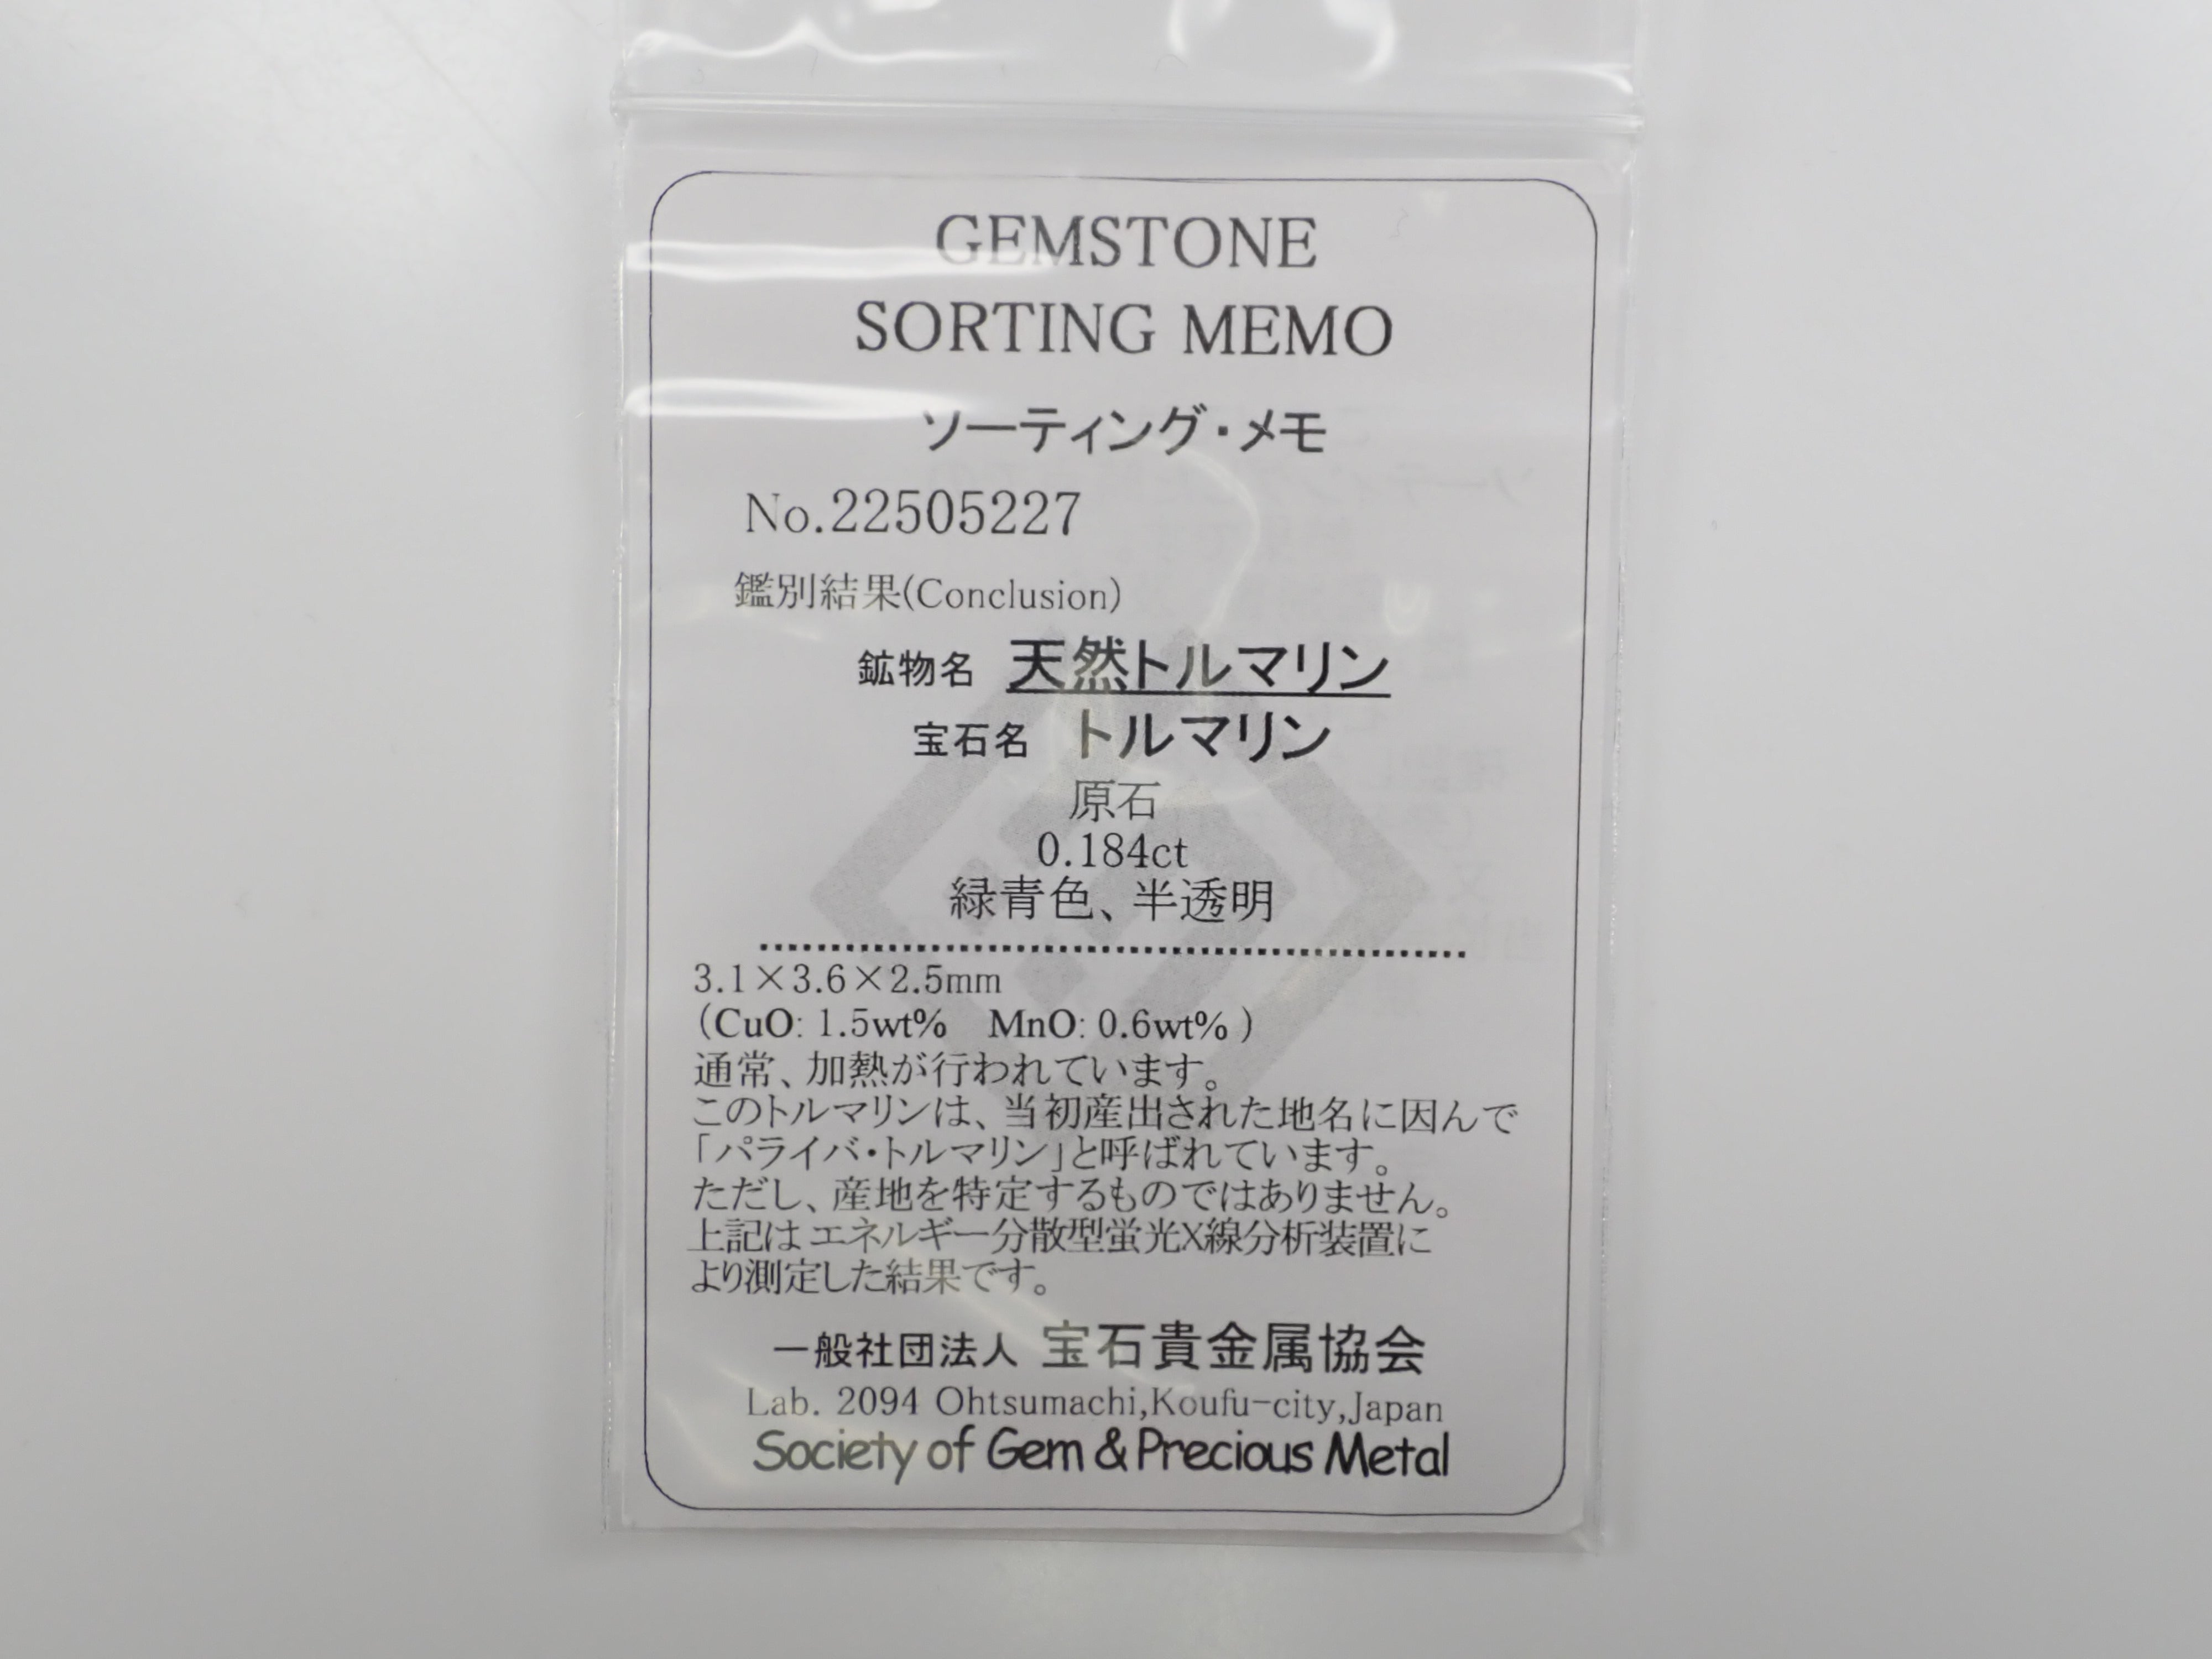 GEMSTONE
SORTING MEMO
ソーティング・メモ
No.22505227
鑑別結果(Conclusion)
鉱物名 天然トルマリン
宝石名 トルマリン
原石
0.184ct
緑青色、半透明
3.1×3.6×2.5mm
(CuO: 1.5wt% MnO: 0.6wt% )
通常、加熱が行われています。
このトルマリンは、当初産出された地名に因んで
「パライバ・トルマリン」と呼ばれています。
ただし、産地を特定するものではありません。
上記はエネルギー分散型蛍光X線分析装置に
より測定した結果です。
一般社団法人 宝石貴金属協会
Lab. 2094 Ohtsumachi,Koufu-city,Japan
Society of Gem & Precious Metal